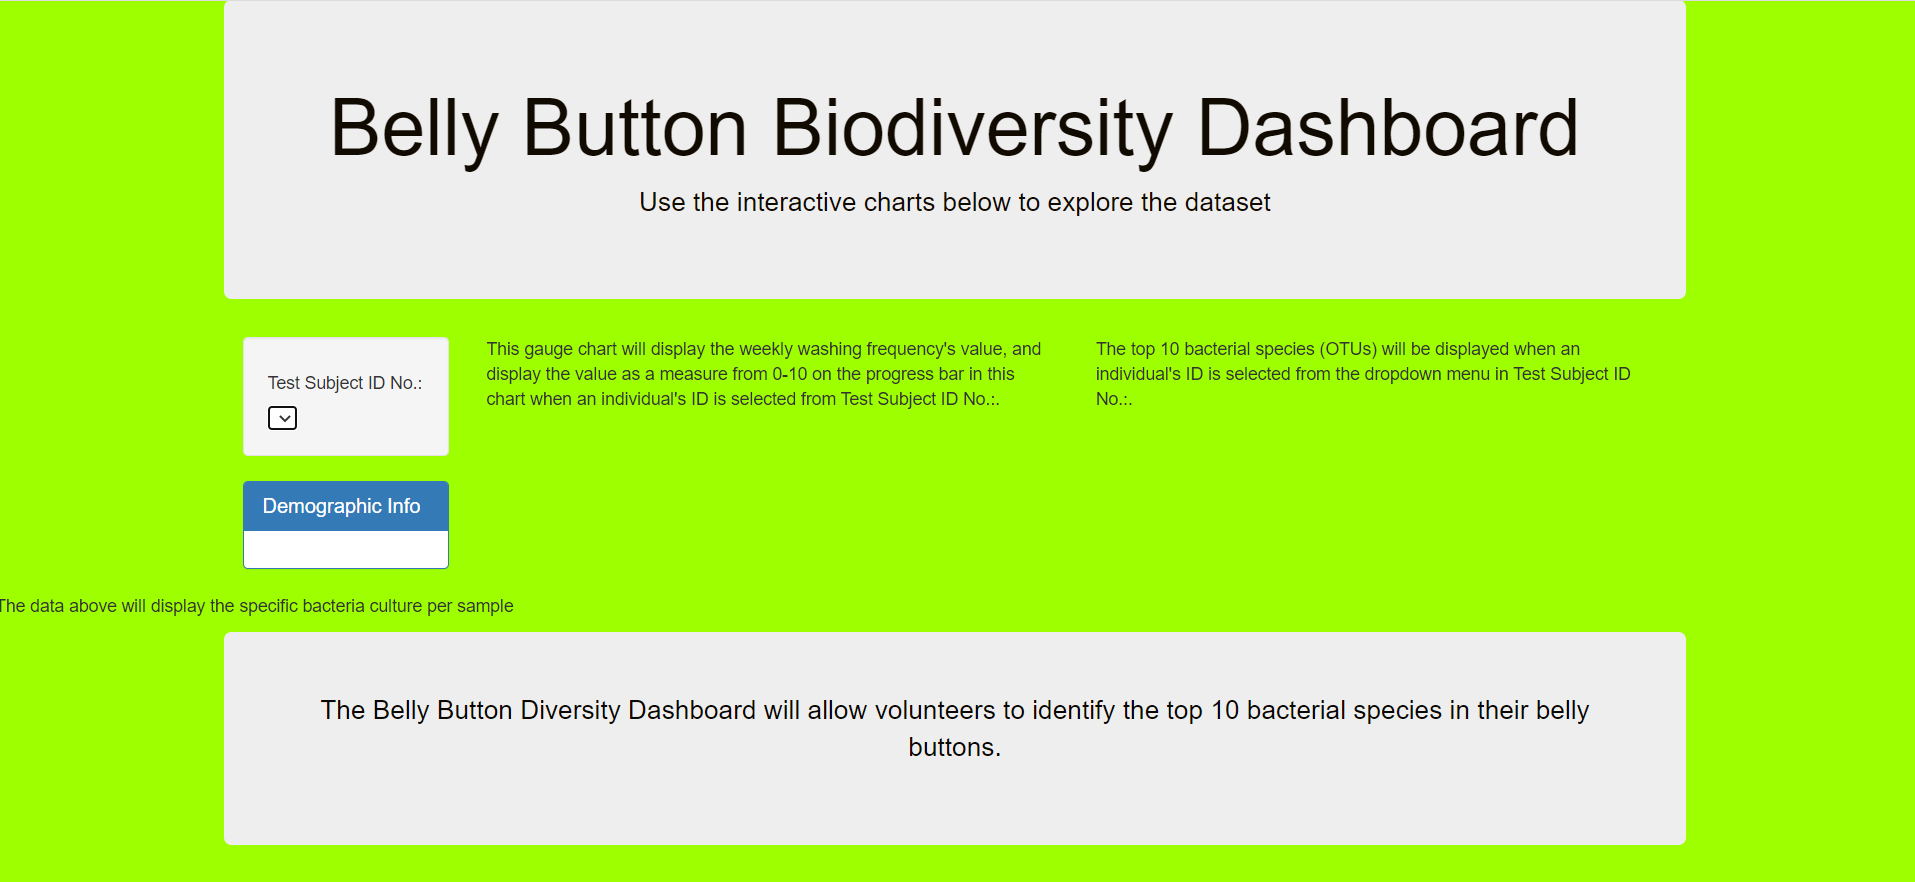 Belly Button Biodiversity Dashboard
Use the interactive charts below to explore the dataset
Test Subject ID No.:
This gauge chart will display the weekly washing frequency's value, and
display the value as a measure from 0-10 on the progress bar in this
chart when an individual's ID is selected from Test Subject ID No.:.
The top 10 bacterial species (OTUs) will be displayed when an
individual's ID is selected from the dropdown menu in Test Subject ID
No.:.
Demographic Info
The data above will display the specific bacteria culture per sample
The Belly Button Diversity Dashboard will allow volunteers to identify the top 10 bacterial species in their belly
buttons.